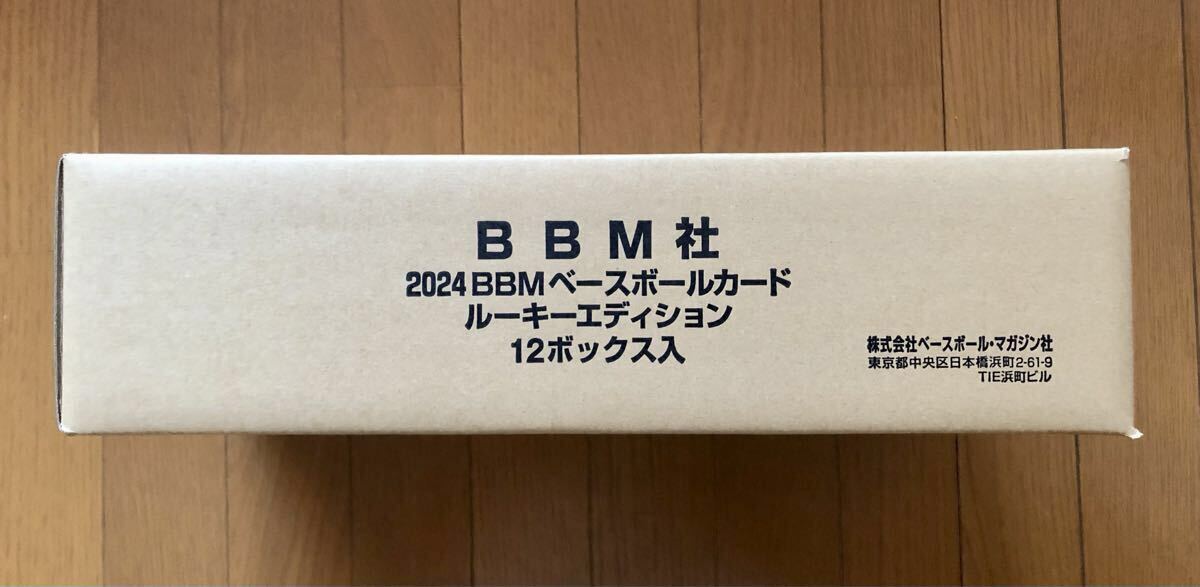 BBM社
2024 BBMベースボールカード
ルーキーエディション
12ボックス入
株式会社ベースボール・マガジン社
東京都中央区日本橋浜町2-61-9
TIE浜町ビル